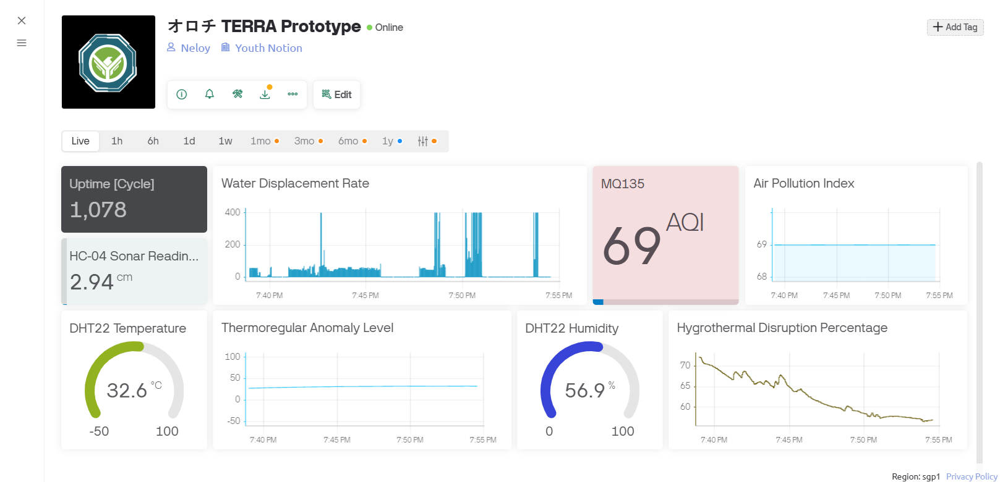 オロチ TERRA Prototype
Online
Add Tag
Neloy
Youth Notion
Edit
Live 1h 6h 1d 1w 1mo 3mo 6mo 1y
Uptime [Cycle]
1,078
HC-04 Sonar Readin...
2.94 cm
Water Displacement Rate
400
200
0
7:40 PM 7:45 PM 7:50 PM 7:55 PM
MQ135
69 AQI
Air Pollution Index
69
68
7:40 PM 7:45 PM 7:50 PM 7:55 PM
DHT22 Temperature
32.6 °C
-50 100
Thermoregular Anomaly Level
100
50
0
-50
7:40 PM 7:45 PM 7:50 PM 7:55 PM
DHT22 Humidity
56.9 %
0 100
Hygrothermal Disruption Percentage
70
65
60
7:40 PM 7:45 PM 7:50 PM 7:55 PM
Region: sgp1 Privacy Policy